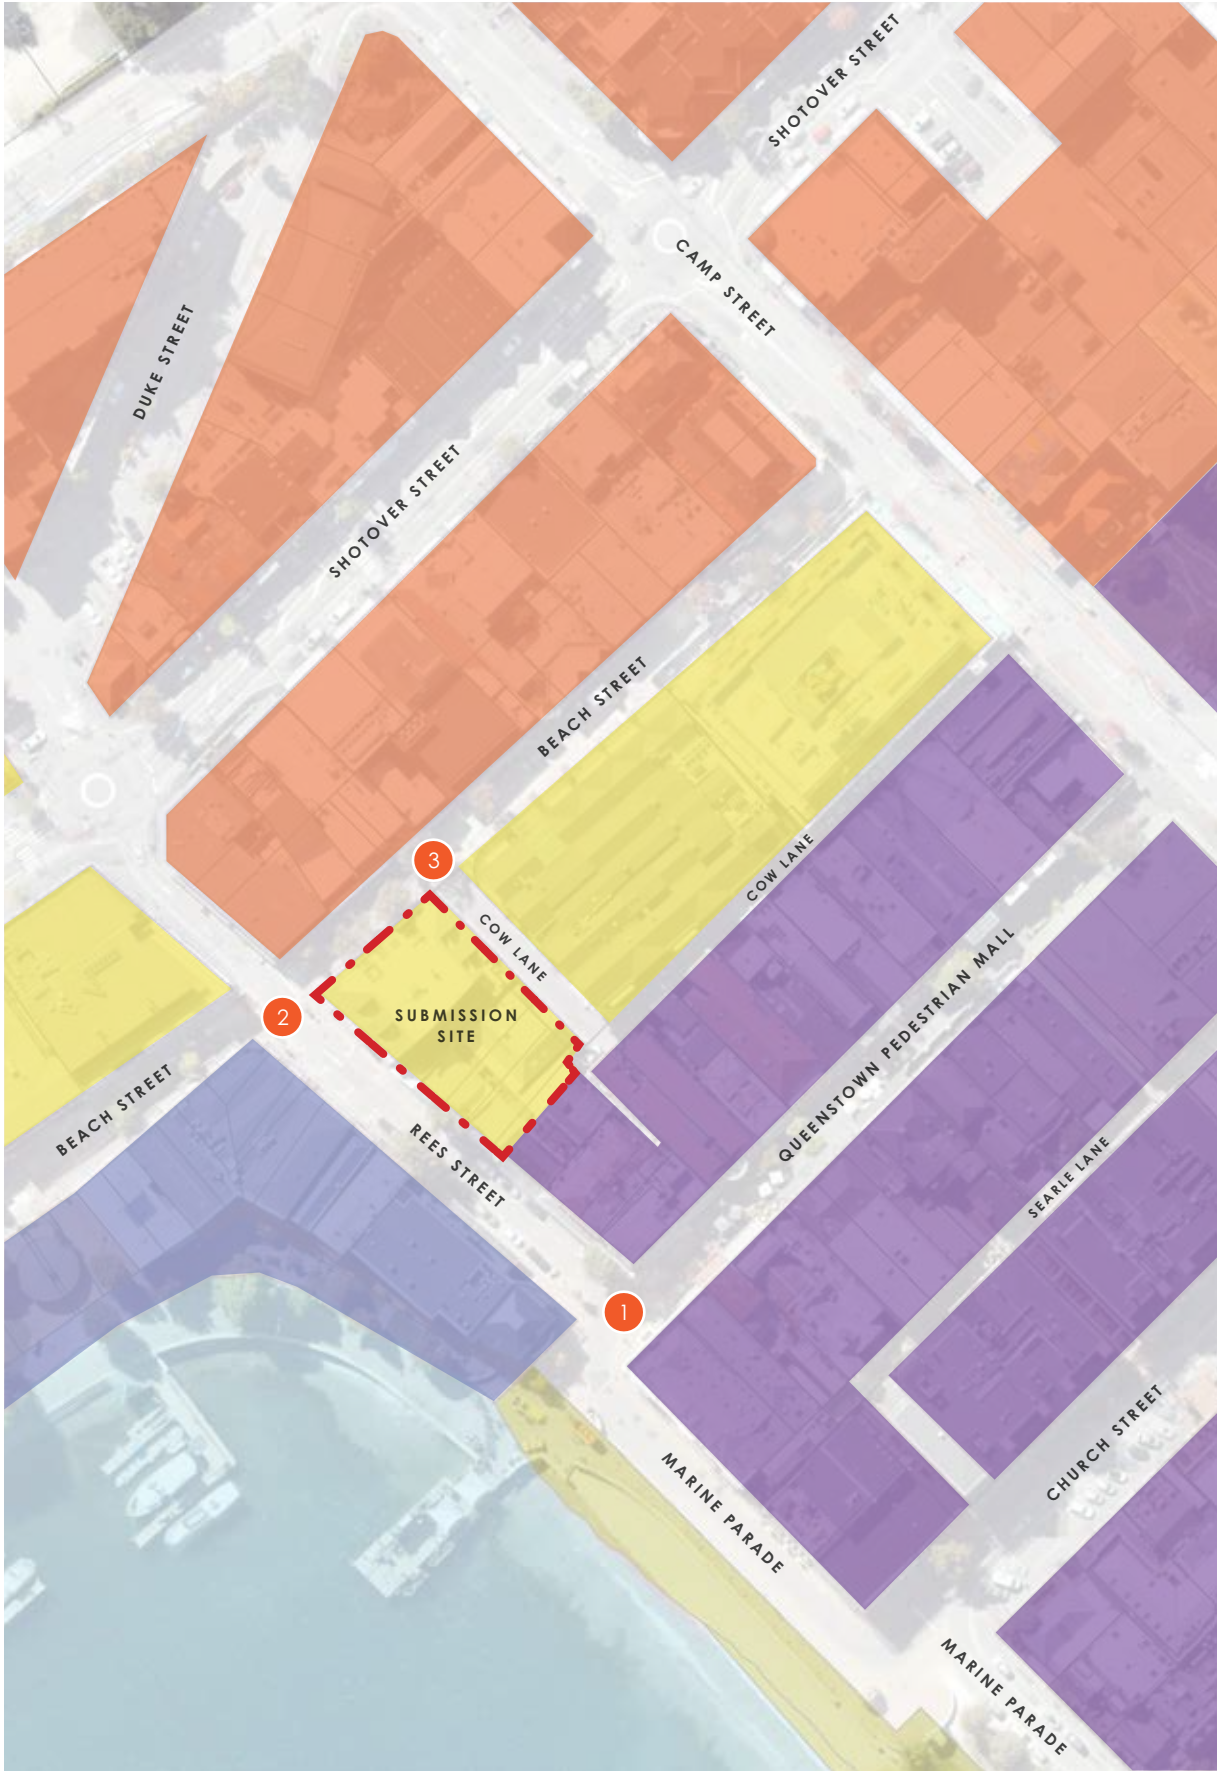 SHOTOVER STREET
CAMP STREET
DUKE STREET
SHOTOVER STREET
BEACH STREET
COW LANE
3
COW LANE
QUEENSTOWN PEDESTRIAN MALL
2
SUBMISSION
SITE
BEACH STREET
REES STREET
SEARLE LANE
1
CHURCH STREET
MARINE PARADE
MARINE PARADE